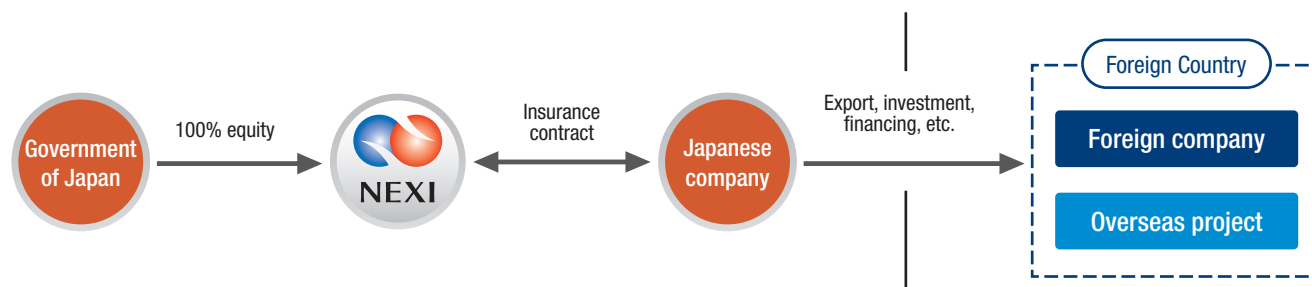 Government
of Japan
100% equity
NEXI
Insurance
contract
Japanese
company
Export, investment,
financing, etc.
Foreign Country
Foreign company
Overseas project